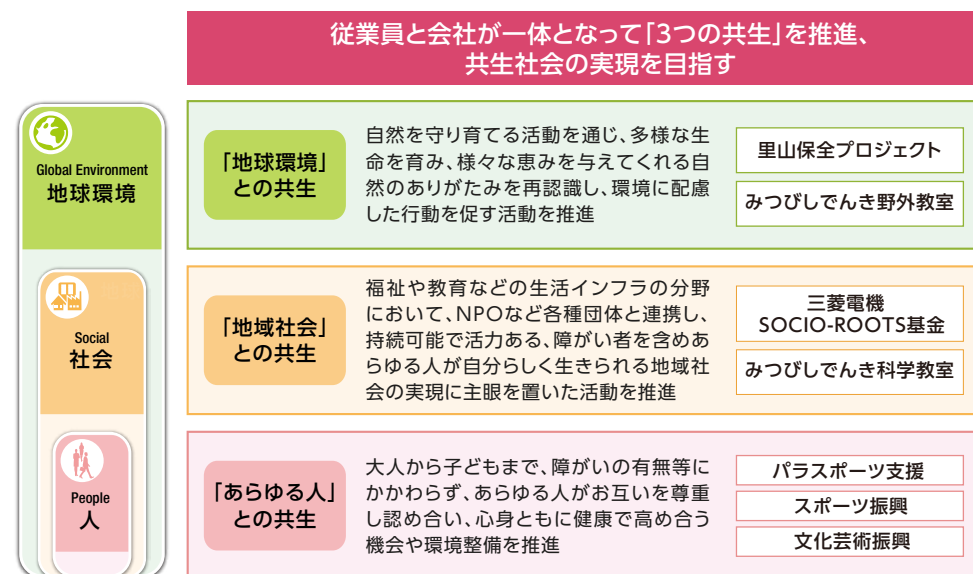 従業員と会社が一体となって「3つの共生」を推進、
共生社会の実現を目指す
Global Environment
地球環境
「地球環境」
との共生
自然を守り育てる活動を通じ、多様な生
命を育み、様々な恵みを与えてくれる自
然のありがたみを再認識し、環境に配慮
した行動を促す活動を推進
里山保全プロジェクト
みつびしでんき野外教室
Social
社会
「地域社会」
との共生
福祉や教育などの生活インフラの分野
において、NPOなど各種団体と連携し、
持続可能で活力ある、障がい者を含めあ
らゆる人が自分らしく生きられる地域社
会の実現に主眼を置いた活動を推進
三菱電機
SOCIO-ROOTS基金
みつびしでんき科学教室
People
人
「あらゆる人」
との共生
大人から子どもまで、障がいの有無等に
かかわらず、あらゆる人がお互いを尊重
し認め合い、心身ともに健康で高め合う
機会や環境整備を推進
パラスポーツ支援
スポーツ振興
文化芸術振興